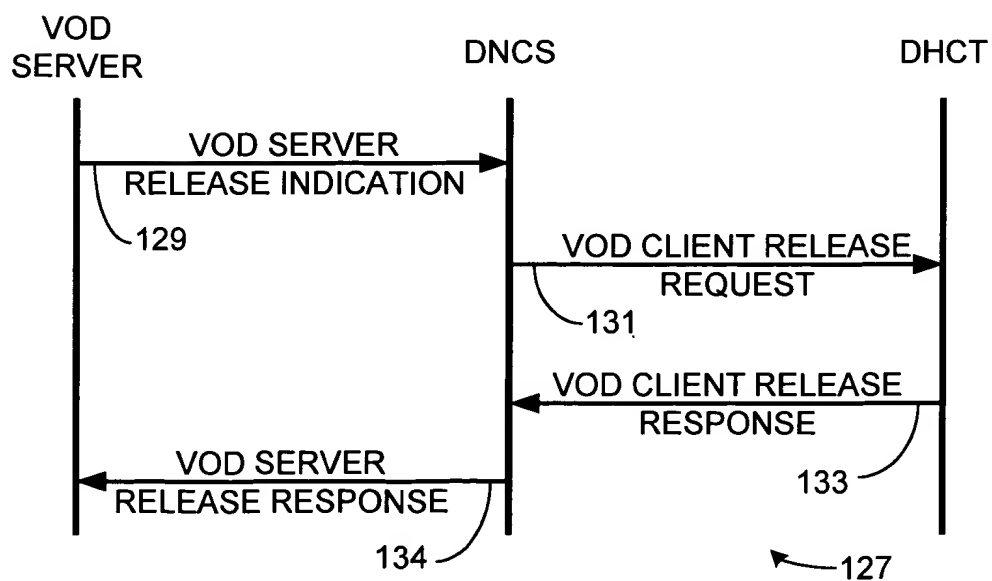 VOD
SERVER
DNCS
DHCT
VOD SERVER
RELEASE INDICATION
129
VOD CLIENT RELEASE
REQUEST
131
VOD CLIENT RELEASE
RESPONSE
133
VOD SERVER
RELEASE RESPONSE
134
127